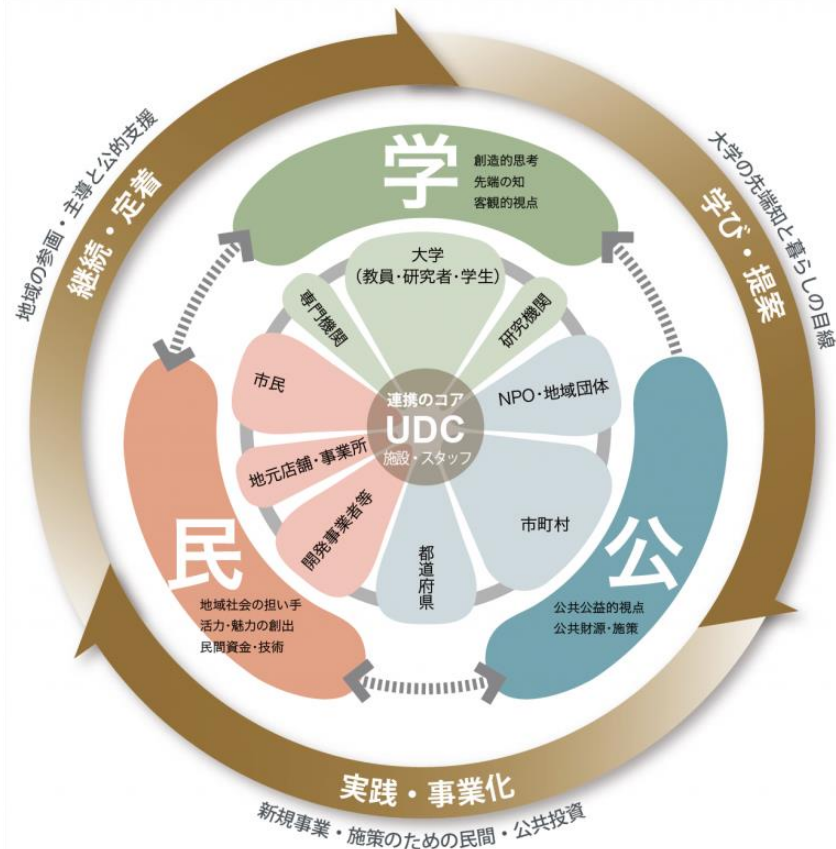 地域の参画・主導と公的支援
継続・定着
大学の先端知と暮らしの目線
学び・提案
学
創造的思考
先端の知
客観的視点
大学
（教員・研究者・学生）
専門機関
研究機関
市民
NPO・地域団体
連携のコア
UDC
施設・スタッフ
地元店舗・事業所
開発事業者等
都道府県
市町村
民
地域社会の担い手
活力・魅力の創出
民間資金・技術
公
公共公益的視点
公共財源・施策
実践・事業化
新規事業・施策のための民間・公共投資